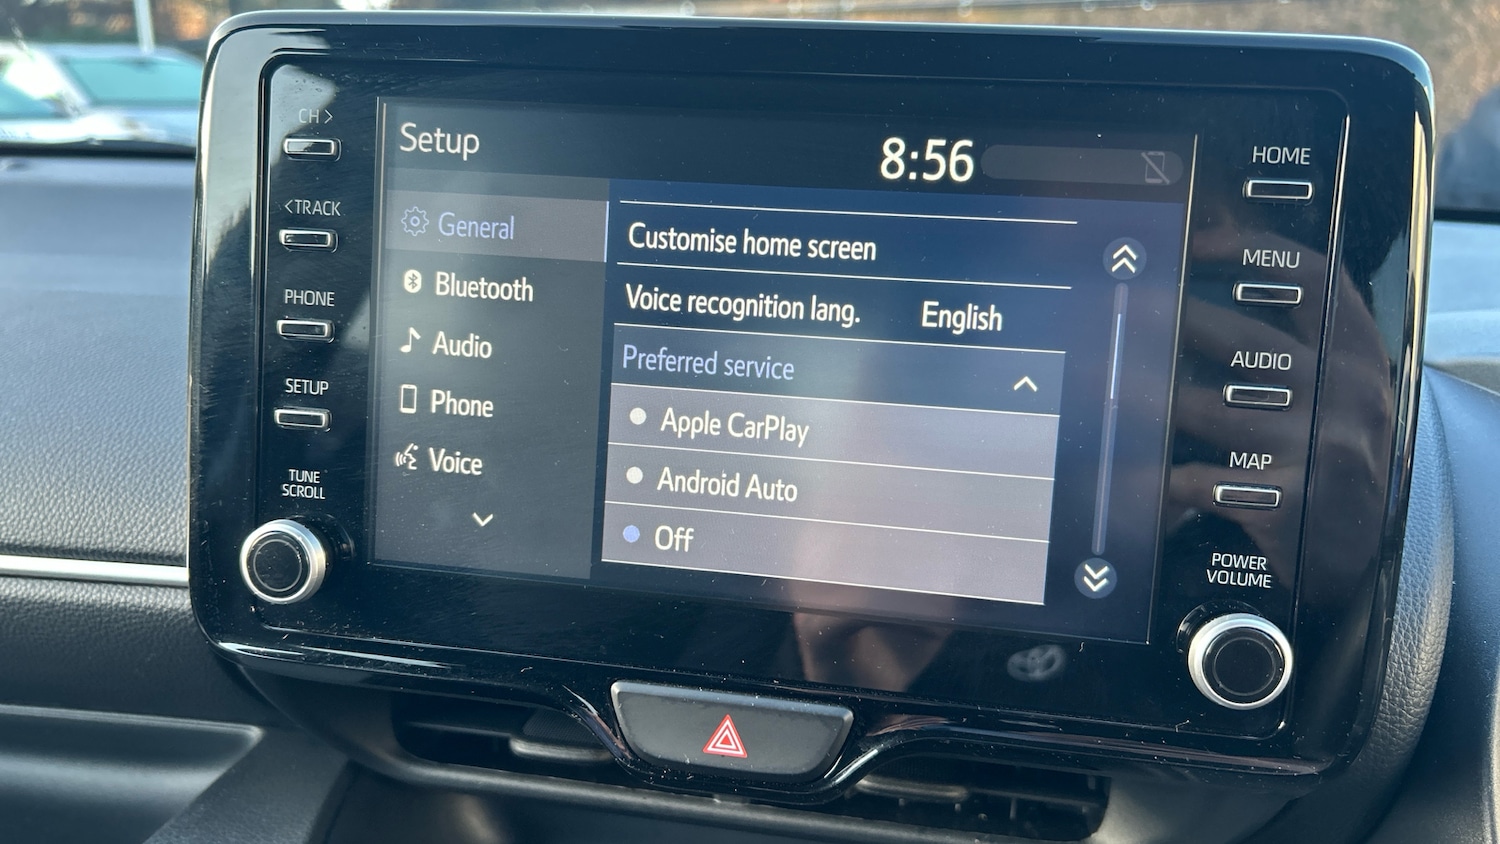 CH >
<TRACK
PHONE
SETUP
TUNE
SCROLL
Setup
8:56
General
Bluetooth
Audio
Phone
Voice
Customise home screen
Voice recognition lang. English
Preferred service
Apple CarPlay
Android Auto
Off
HOME
MENU
AUDIO
MAP
POWER
VOLUME